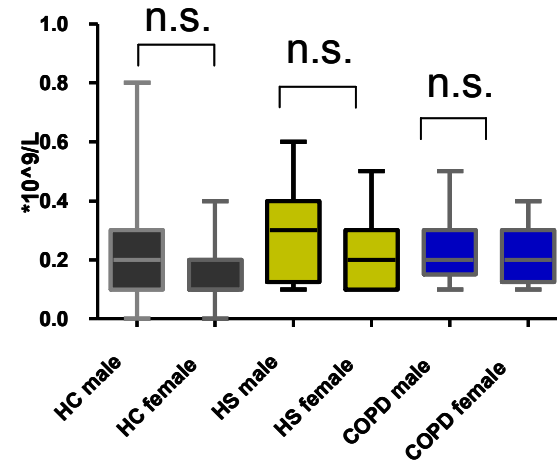 n.s.
n.s.
n.s.
*10^9/L
1.0
0.8
0.6
0.4
0.2
0.0
HC male
HC female
HS male
HS female
COPD male
COPD female